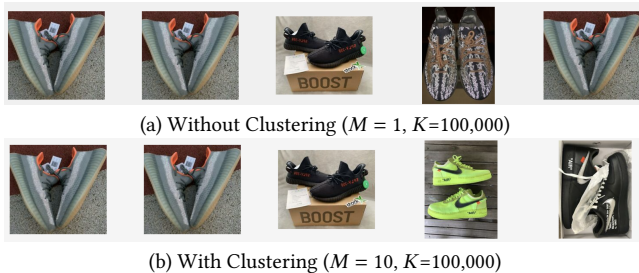 BOOST
(a) Without Clustering (M = 1, K=100,000)
BOOST
(b) With Clustering (M = 10, K=100,000)